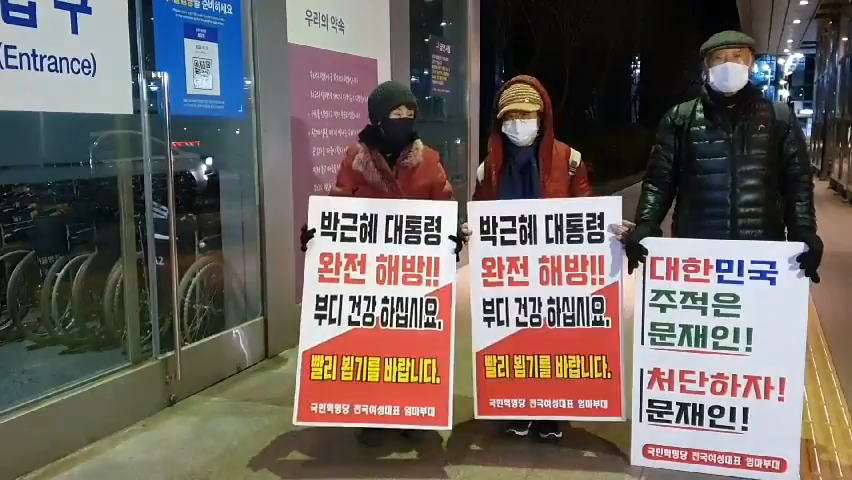 입구
(Entrance)
을 준비하세요
우리의 약속
박근혜 대통령
완전 해방!!
부디 건강 하십시요.
빨리 뵙기를 바랍니다.
국민혁명당 전국여성대표 엄마부대
박근혜 대통령
완전 해방!!
부디 건강 하십시요.
빨리 뵙기를 바랍니다.
국민혁명당 전국여성대표 엄마부대
대한민국
주적은
문재인!
처단하자!
문재인!
국민혁명당 전국여성대표 엄마부대